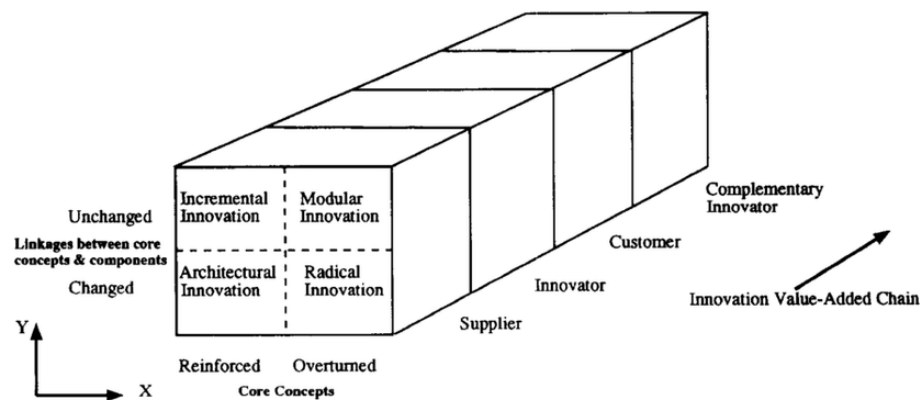 Incremental
Innovation
Modular
Innovation
Unchanged
Linkages between core
concepts & components
Changed
Architectural
Innovation
Radical
Innovation
Complementary
Innovator
Customer
Innovator
Supplier
Innovation Value-Added Chain
Y
X
Reinforced
Overturned
Core Concepts